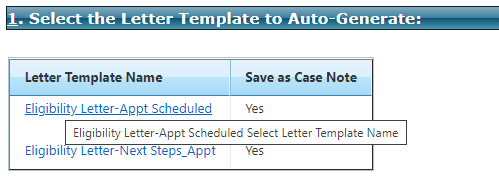 1. Select the Letter Template to Auto-Generate:
Letter Template Name Save as Case Note
Eligibility Letter-Appt Scheduled Yes
Eligibility Letter-Appt Scheduled Select Letter Template Name
Eligibility Letter-Next Steps_Appt Yes